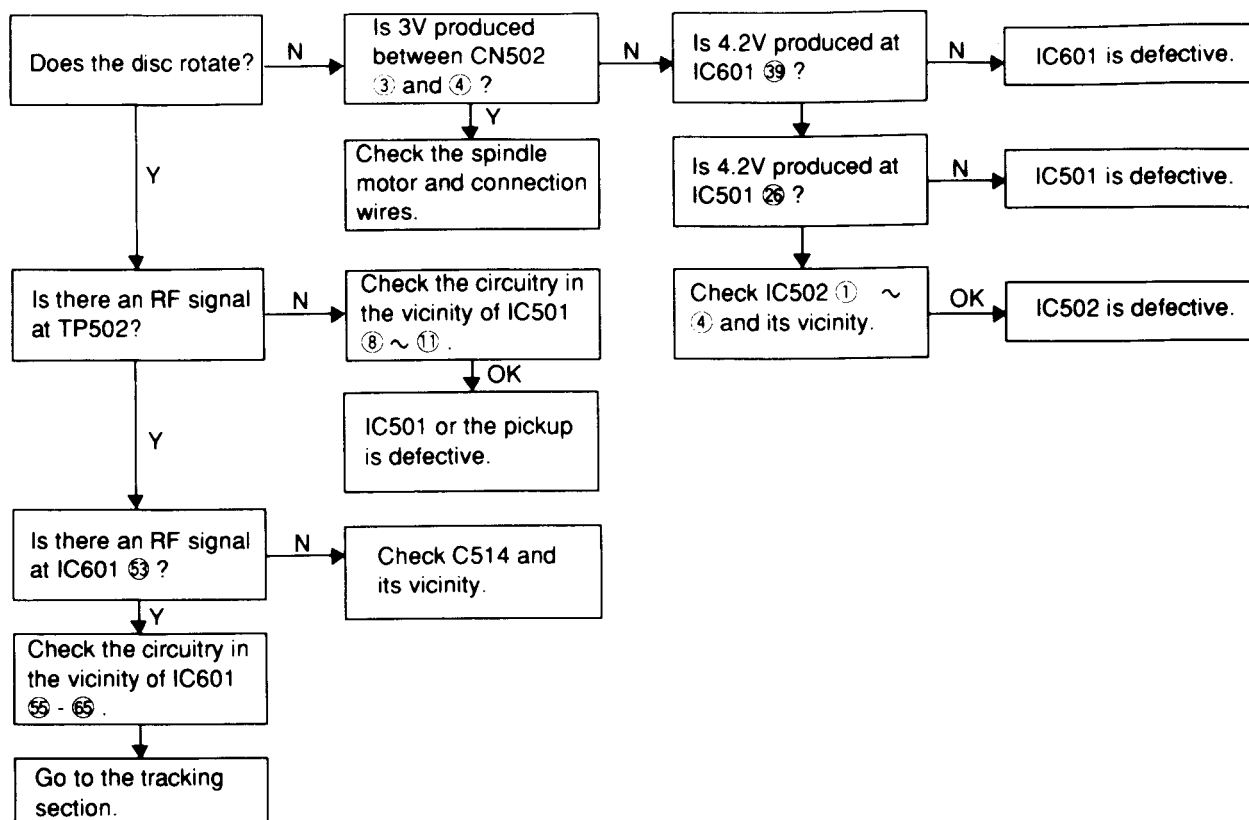 Does the disc rotate?
N
Is 3V produced
between CN502
③ and ④ ?
N
Is 4.2V produced at
IC601 ㊴ ?
N
IC601 is defective.
Y
Check the spindle
motor and connection
wires.
Is 4.2V produced at
IC501 ㉖ ?
N
IC501 is defective.
Y
Is there an RF signal
at TP502?
N
Check the circuitry in
the vicinity of IC501
⑧ ~ ⑪ .
Check IC502 ① ~
④ and its vicinity.
OK
IC502 is defective.
OK
IC501 or the pickup
is defective.
Y
Is there an RF signal
at IC601 53 ?
N
Check C514 and
its vicinity.
Y
Check the circuitry in
the vicinity of IC601
55 - 65 .
Go to the tracking
section.